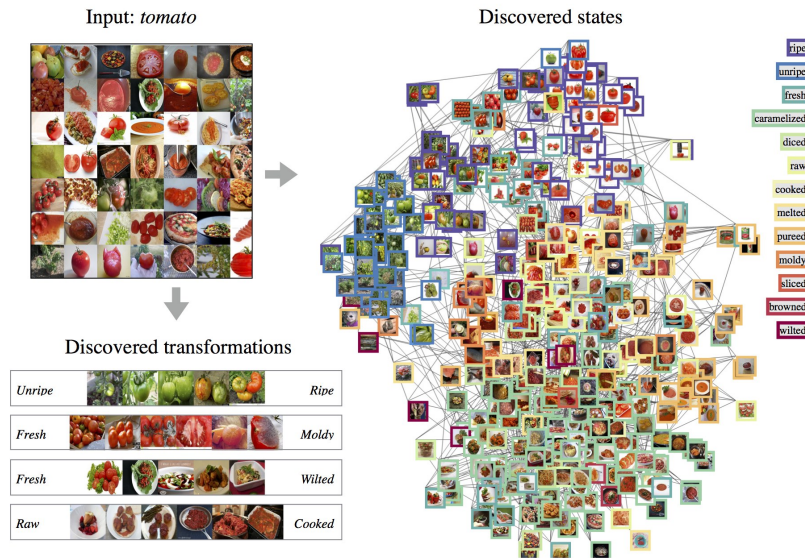 Input: tomato
Discovered states
ripe
unripe
fresh
caramelized
diced
raw
cooked
melted
pureed
moldy
sliced
browned
wilted
Discovered transformations
Unripe Ripe
Fresh Moldy
Fresh Wilted
Raw Cooked